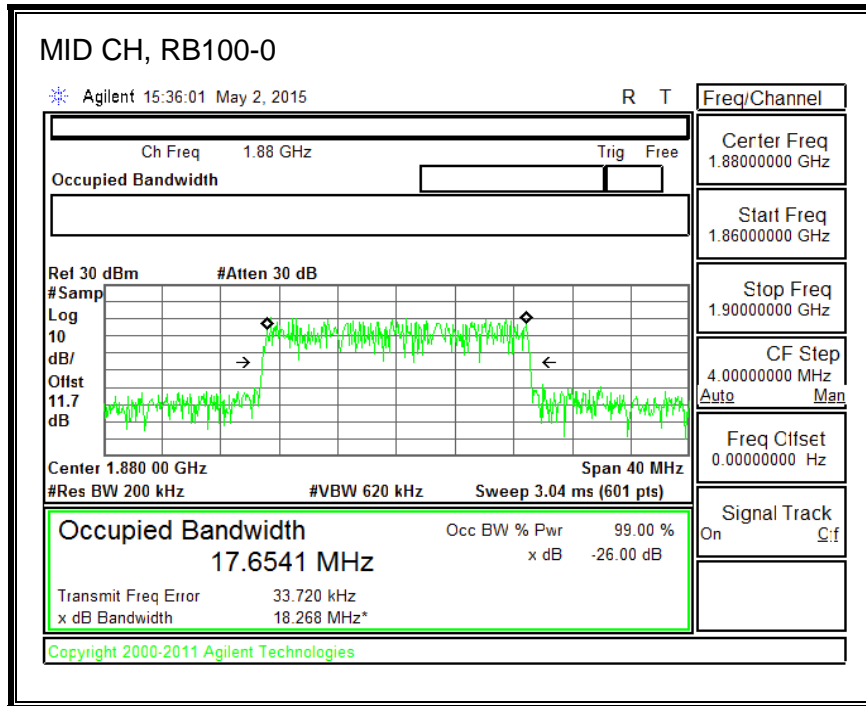 MID CH, RB100-0
Agilent 15:36:01 May 2, 2015 R T
Freq/Channel
Ch Freq 1.88 GHz Trig Free
Occupied Bandwidth
Center Freq
1.88000000 GHz
Start Freq
1.86000000 GHz
Stop Freq
1.90000000 GHz
CF Step
4.00000000 MHz
Auto Man
Freq Offset
0.00000000 Hz
Signal Track
On Off
Ref 30 dBm #Atten 30 dB
#Samp
Log
10
dB/
Offst
11.7
dB
Center 1.880 00 GHz Span 40 MHz
#Res BW 200 kHz #VBW 620 kHz Sweep 3.04 ms (601 pts)
Occupied Bandwidth Occ BW % Pwr 99.00 %
17.6541 MHz x dB -26.00 dB
Transmit Freq Error 33.720 kHz
x dB Bandwidth 18.268 MHz*
Copyright 2000-2011 Agilent Technologies